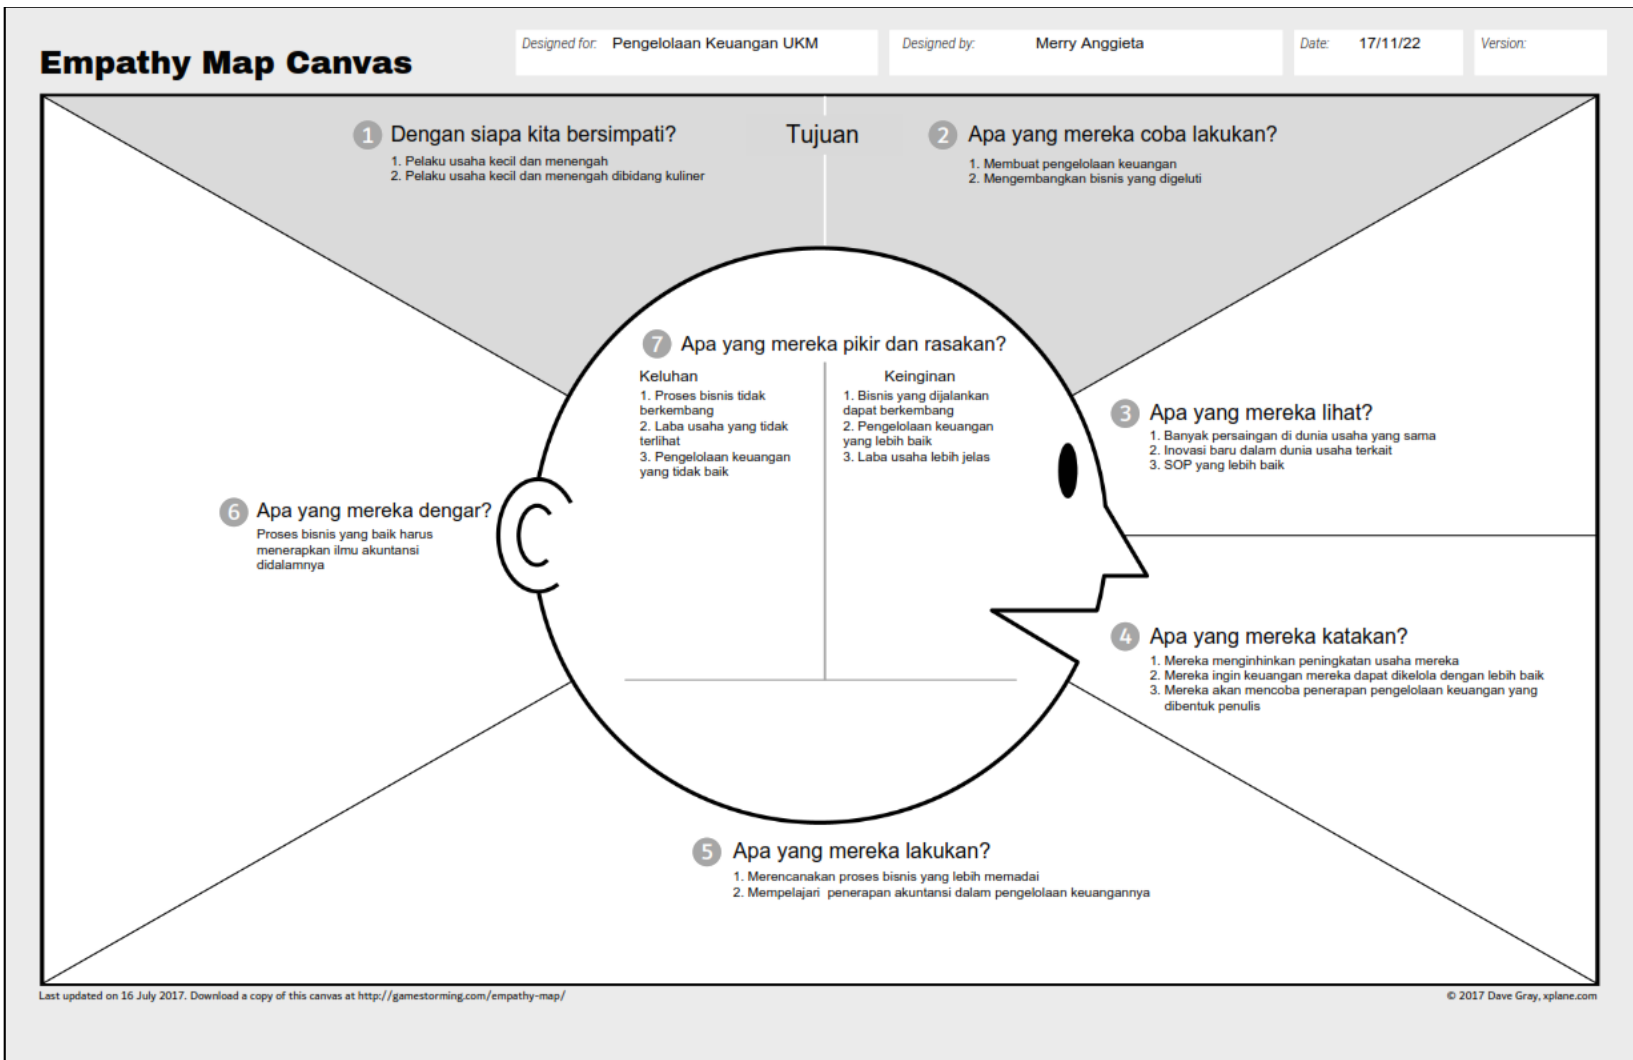 Empathy Map Canvas
Designed for: Pengelolaan Keuangan UKM
Designed by: Merry Anggieta
Date: 17/11/22
Version:
1 Dengan siapa kita bersimpati?
1. Pelaku usaha kecil dan menengah
2. Pelaku usaha kecil dan menengah dibidang kuliner
Tujuan
2 Apa yang mereka coba lakukan?
1. Membuat pengelolaan keuangan
2. Mengembangkan bisnis yang digeluti
7 Apa yang mereka pikir dan rasakan?
Keluhan
1. Proses bisnis tidak
berkembang
2. Laba usaha yang tidak
terlihat
3. Pengelolaan keuangan
yang tidak baik
Keinginan
1. Bisnis yang dijalankan
dapat berkembang
2. Pengelolaan keuangan
yang lebih baik
3. Laba usaha lebih jelas
3 Apa yang mereka lihat?
1. Banyak persaingan di dunia usaha yang sama
2. Inovasi baru dalam dunia usaha terkait
3. SOP yang lebih baik
6 Apa yang mereka dengar?
Proses bisnis yang baik harus
menerapkan ilmu akuntansi
didalamnya
4 Apa yang mereka katakan?
1. Mereka menginhinkan peningkatan usaha mereka
2. Mereka ingin keuangan mereka dapat dikelola dengan lebih baik
3. Mereka akan mencoba penerapan pengelolaan keuangan yang
dibentuk penulis
5 Apa yang mereka lakukan?
1. Merencanakan proses bisnis yang lebih memadai
2. Mempelajari penerapan akuntansi dalam pengelolaan keuangannya
Last updated on 16 July 2017. Download a copy of this canvas at http://gamestorming.com/empathy-map/
© 2017 Dave Gray, xplane.com